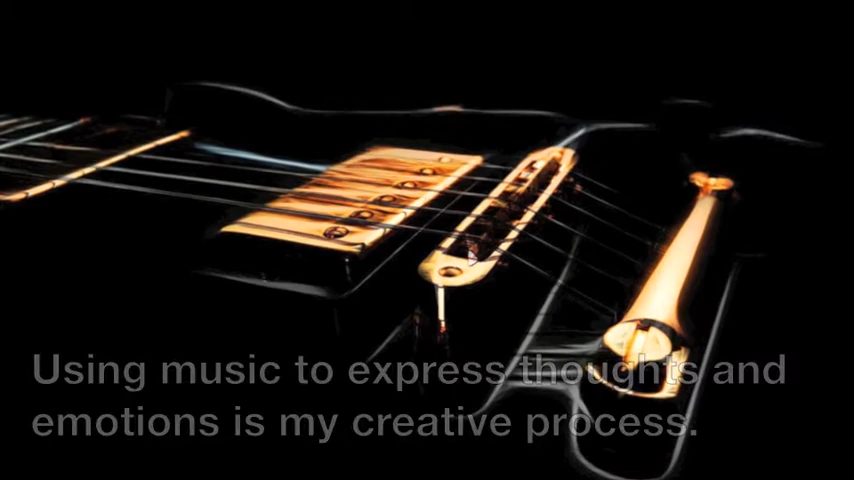 Using music to express thoughts and
emotions is my creative process.